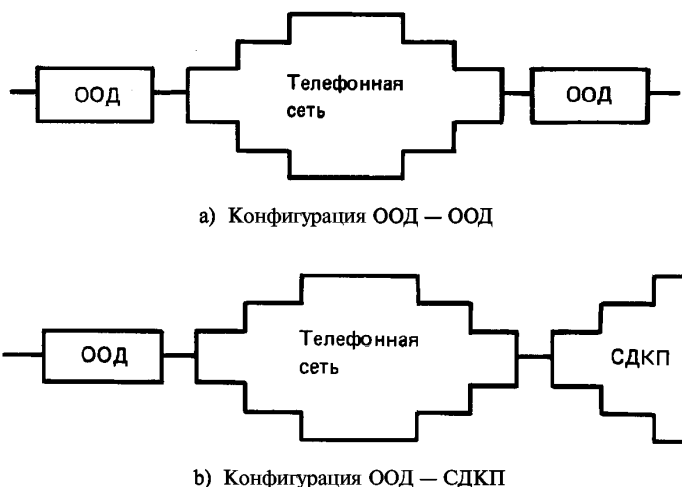 ООД
Телефонная
сеть
ООД
а) Конфигурация ООД — ООД
ООД
Телефонная
сеть
СДКП
b) Конфигурация ООД — СДКП